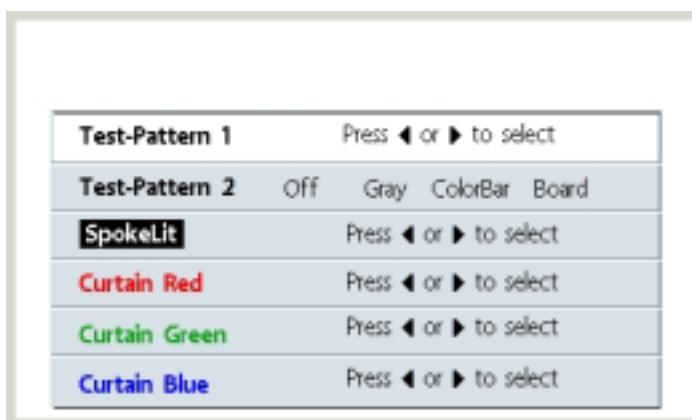 Test-Pattern 1 Press ◀ or ▶ to select
Test-Pattern 2 Off Gray ColorBar Board
SpokeLit Press ◀ or ▶ to select
Curtain Red Press ◀ or ▶ to select
Curtain Green Press ◀ or ▶ to select
Curtain Blue Press ◀ or ▶ to select